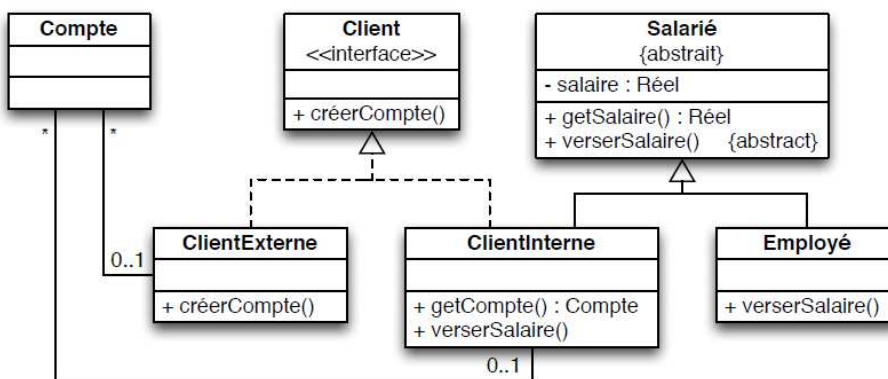 Compte
*
*
Client
<<interface>>
+ créerCompte()
Salarié
{abstrait}
- salaire : Réel
+ getSalaire() : Réel
+ verserSalaire() {abstract}
ClientExterne
+ créerCompte()
0..1
ClientInterne
+ getCompte() : Compte
+ verserSalaire()
0..1
Employé
+ verserSalaire()